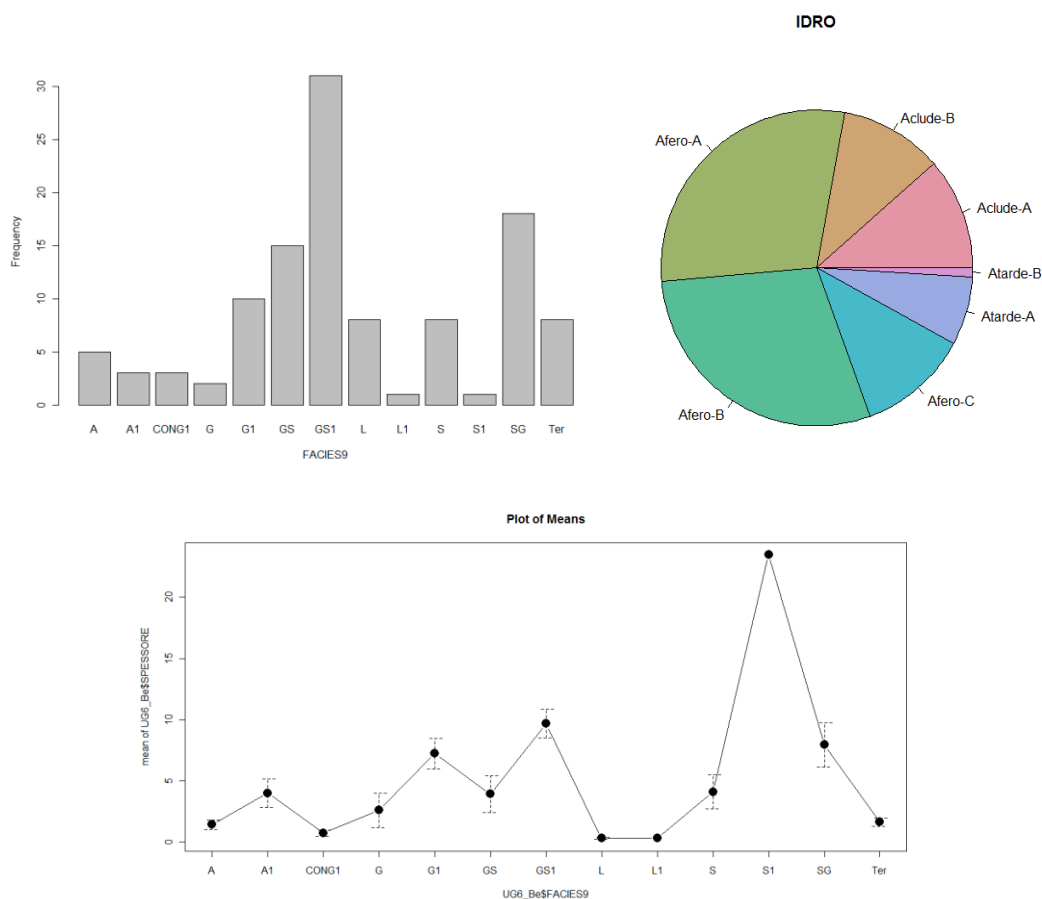 IDRO
Frequency
30
25
20
15
10
5
0
A A1 CONG1 G G1 GS GS1 L L1 S S1 SG Ter
FACIES9
Aclude-B
Afero-A
Aclude-A
Atarde-B
Atarde-A
Afero-C
Afero-B
Plot of Means
mean of UG6_Be$SPESSORE
20
15
10
5
0
A A1 CONG1 G G1 GS GS1 L L1 S S1 SG Ter
UG6_Be$FACIES9